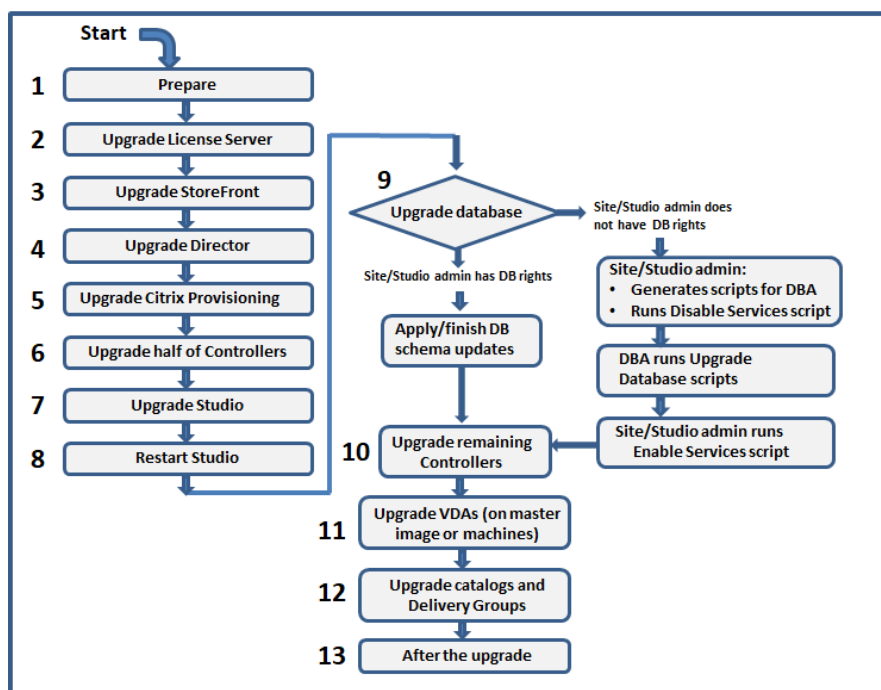 Start
1
Prepare
2
Upgrade License Server
3
Upgrade StoreFront
4
Upgrade Director
5
Upgrade Citrix Provisioning
6
Upgrade half of Controllers
7
Upgrade Studio
8
Restart Studio
9
Upgrade database
Site/Studio admin has DB rights
Apply/finish DB
schema updates
Site/Studio admin does
not have DB rights
Site/Studio admin:
• Generates scripts for DBA
• Runs Disable Services script
DBA runs Upgrade
Database scripts
Site/Studio admin runs
Enable Services script
10
Upgrade remaining
Controllers
11
Upgrade VDAs (on master
image or machines)
12
Upgrade catalogs and
Delivery Groups
13
After the upgrade